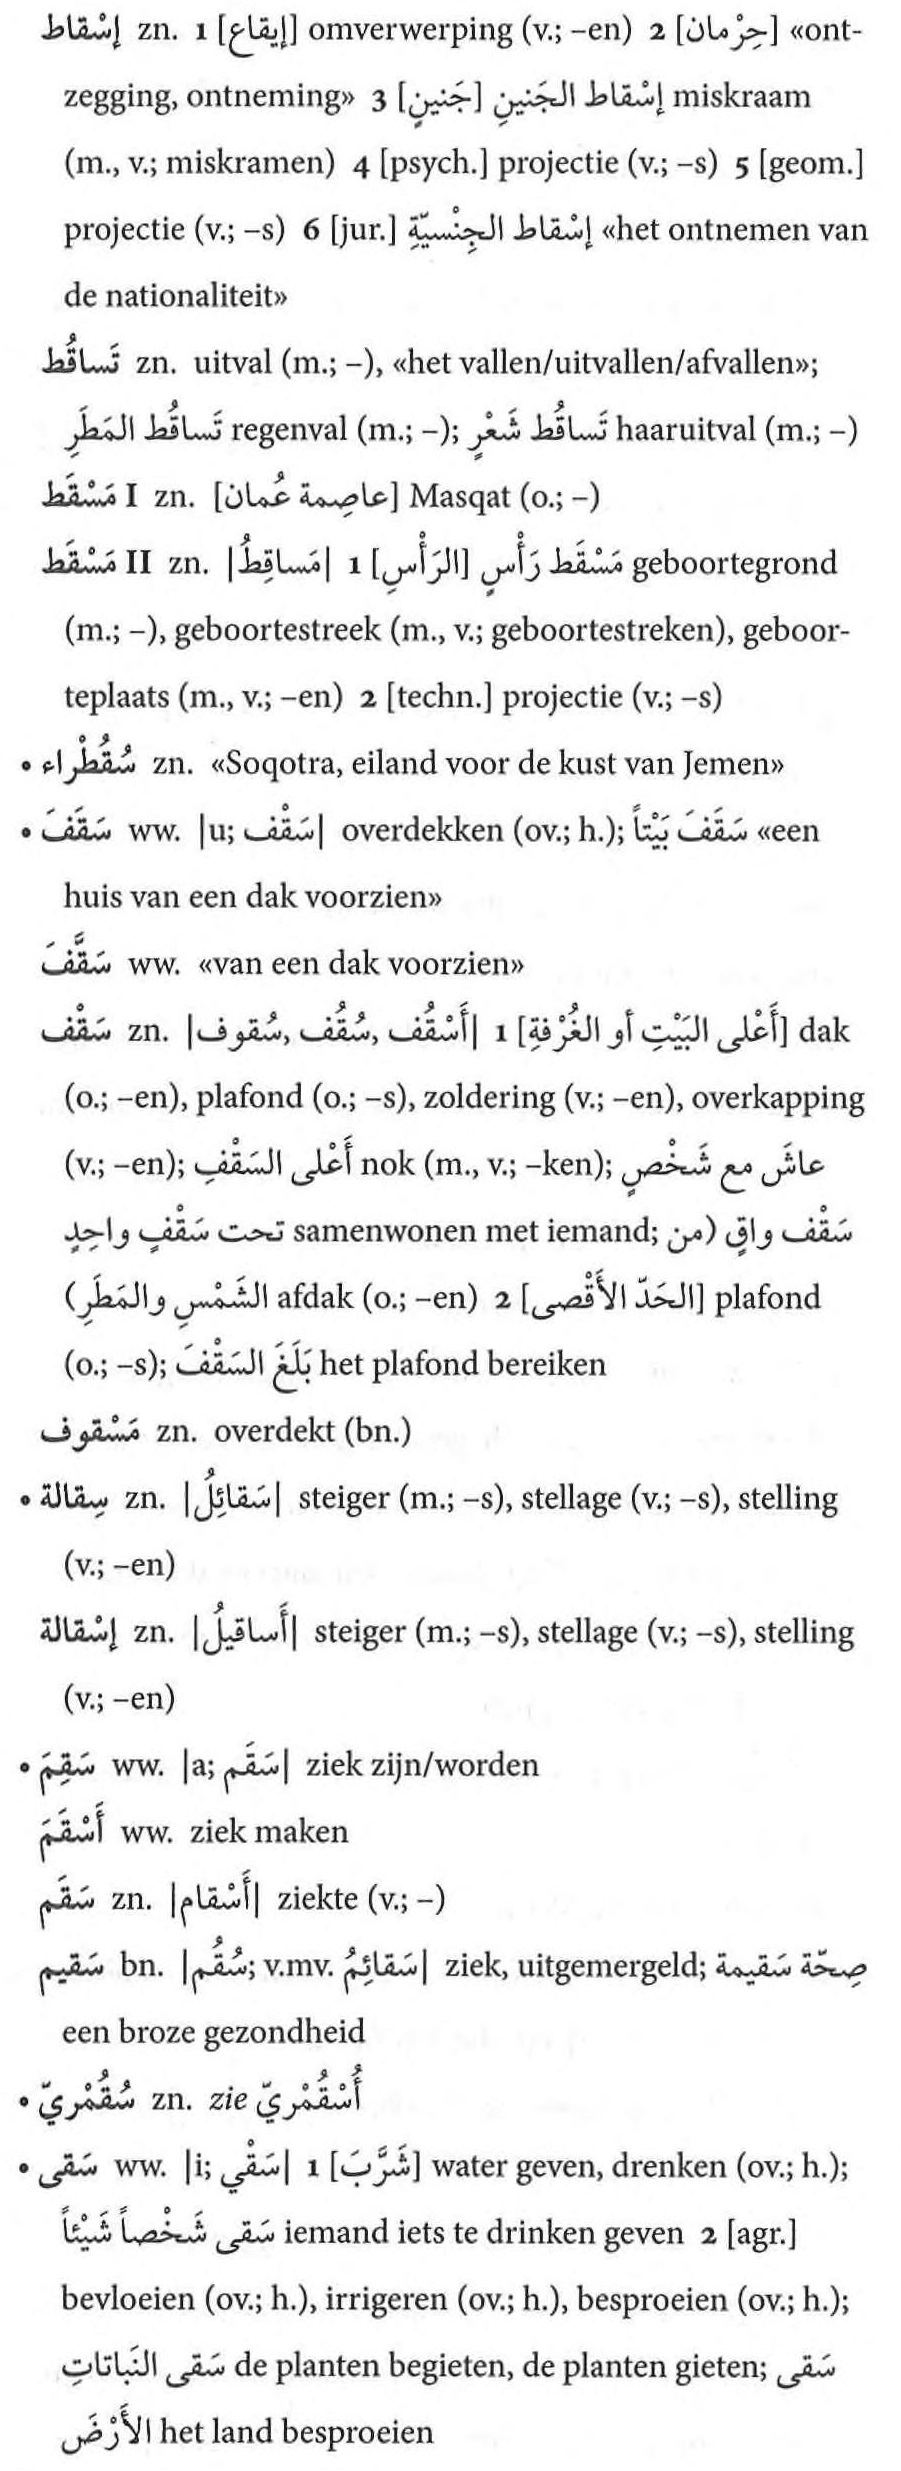 إسْقاط zn. 1 [إيقاع] omverwerping (v.; –en) 2 [حِرْمان] «ont-
zegging, ontneming» 3 [جَنينٍ] إسْقاط الجَنينِ miskraam
(m., v.; miskramen) 4 [psych.] projectie (v.; –s) 5 [geom.]
projectie (v.; –s) 6 [jur.] إسْقاط الجِنْسيّةِ «het ontnemen van
de nationaliteit»
تَساقُط zn. uitval (m.; –), «het vallen/uitvallen/afvallen»;
تَساقُط المَطَرِ regenval (m.; –); تَساقُط شَعْرٍ haaruitval (m.; –)
مَسْقَط I zn. [عاصِمة عُمان] Masqat (o.; –)
مَسْقَط II zn. |مَساقِطُ| 1 [الرَأْسِ] مَسْقَط رَأْسٍ geboortegrond
(m.; –), geboortestreek (m., v.; geboortestreken), geboor-
teplaats (m., v.; –en) 2 [techn.] projectie (v.; –s)
• سُقُطْراء zn. «Soqotra, eiland voor de kust van Jemen»
• سَقَفَ ww. |u; سَقْف| overdekken (ov.; h.); سَقَفَ بَيْتاً «een
huis van een dak voorzien»
سَقَّفَ ww. «van een dak voorzien»
سَقْف zn. |سُقوف, سُقُف, أَسْقُف| 1 [أَعْلى البَيْتِ أو الغُرْفةِ] dak
(o.; –en), plafond (o.; –s), zoldering (v.; –en), overkapping
(v.; –en); أَعْلى السَقْفِ nok (m., v.; –ken); عاشَ مع شَخْصٍ
تحت سَقْفٍ واحِدٍ samenwonen met iemand; سَقْف واقٍ (من
الشَمْسِ والمَطَرِ) afdak (o.; –en) 2 [الحَدّ الأَقْصى] plafond
(o.; –s); بَلَغَ السَقْفَ het plafond bereiken
مَسْقوف zn. overdekt (bn.)
• سِقالة zn. |سَقائِلُ| steiger (m.; –s), stellage (v.; –s), stelling
(v.; –en)
إسْقالة zn. |أَساقيلُ| steiger (m.; –s), stellage (v.; –s), stelling
(v.; –en)
• سَقِمَ ww. |a; سَقَم| ziek zijn/worden
أَسْقَمَ ww. ziek maken
سَقَم zn. |أَسْقام| ziekte (v.; –)
سَقيم bn. |سُقُم; v.mv. سَقائِمُ| ziek, uitgemergeld; صِحّة سَقيمة
een broze gezondheid
• سُقُمْريّ zn. zie أُسْقُمْريّ
• سَقى ww. |i; سَقْي| 1 [شَرَّبَ] water geven, drenken (ov.; h.);
سَقى شَخْصاً شَيْئاً iemand iets te drinken geven 2 [agr.]
bevloeien (ov.; h.), irrigeren (ov.; h.), besproeien (ov.; h.);
سَقى النَباتاتِ de planten begieten, de planten gieten; سَقى
الأَرْضَ het land besproeien